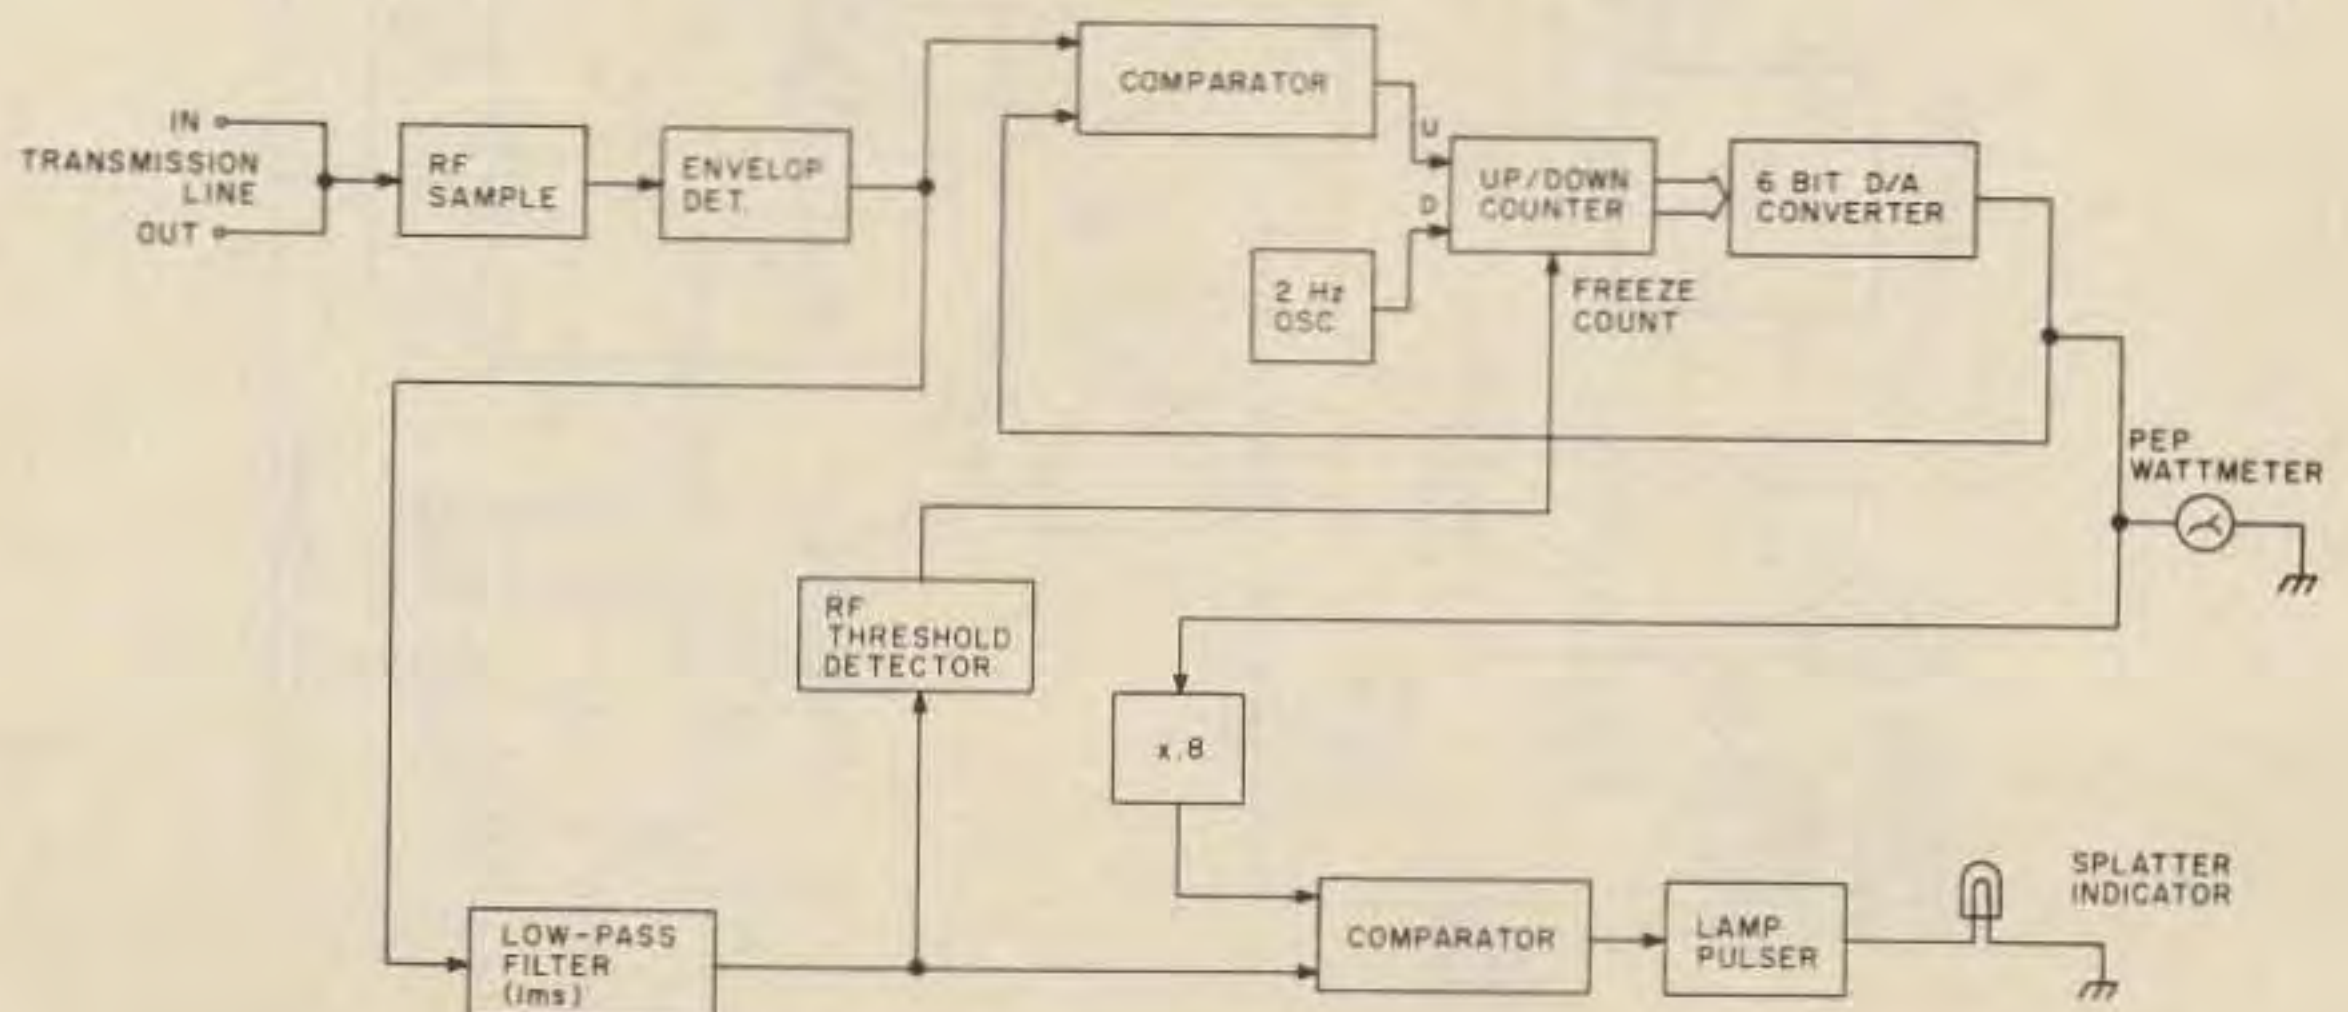 COMPARATOR
IN
TRANSMISSION
LINE
OUT
RF
SAMPLE
ENVELOP
DET.
U
D
UP/DOWN
COUNTER
6 BIT D/A
CONVERTER
2 Hz
OSC
FREEZE
COUNT
PEP
WATTMETER
RF
THRESHOLD
DETECTOR
x.8
LOW-PASS
FILTER
(1ms)
COMPARATOR
LAMP
PULSER
SPLATTER
INDICATOR